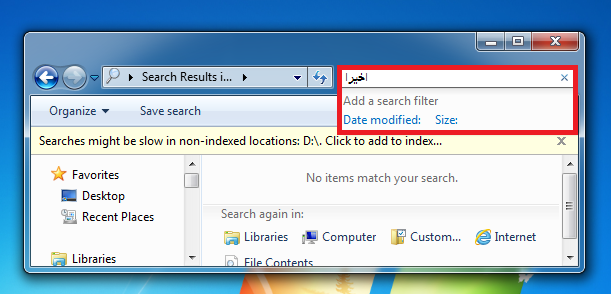 Search Results i...
اخیرا
Add a search filter
Date modified: Size:
Organize Save search
Searches might be slow in non-indexed locations: D:\. Click to add to index...
Favorites
Desktop
Recent Places
Libraries
No items match your search.
Search again in:
Libraries Computer Custom... Internet
File Contents